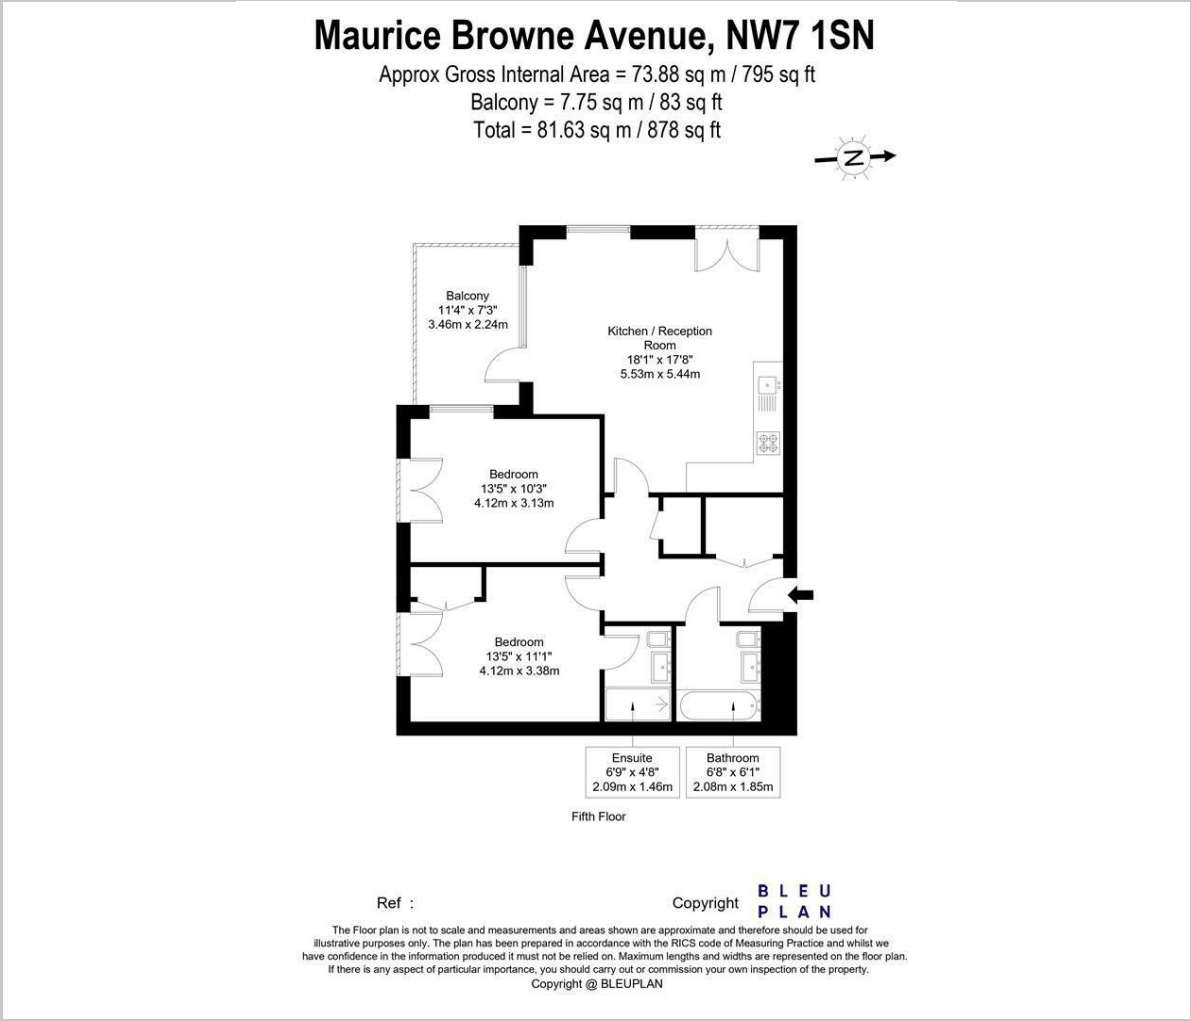 Maurice Browne Avenue, NW7 1SN
Approx Gross Internal Area = 73.88 sq m / 795 sq ft
Balcony = 7.75 sq m / 83 sq ft
Total = 81.63 sq m / 878 sq ft
N
Balcony
11'4" x 7'3"
3.46m x 2.24m
Kitchen / Reception
Room
18'1" x 17'8"
5.53m x 5.44m
Bedroom
13'5" x 10'3"
4.12m x 3.13m
Bedroom
13'5" x 11'1"
4.12m x 3.38m
Ensuite
6'9" x 4'8"
2.09m x 1.46m
Bathroom
6'8" x 6'1"
2.08m x 1.85m
Fifth Floor
Ref :
Copyright
BLEU
PLAN
The Floor plan is not to scale and measurements and areas shown are approximate and therefore should be used for
illustrative purposes only. The plan has been prepared in accordance with the RICS code of Measuring Practice and whilst we
have confidence in the information produced it must not be relied on. Maximum lengths and widths are represented on the floor plan.
If there is any aspect of particular importance, you should carry out or commission your own inspection of the property.
Copyright @ BLEUPLAN